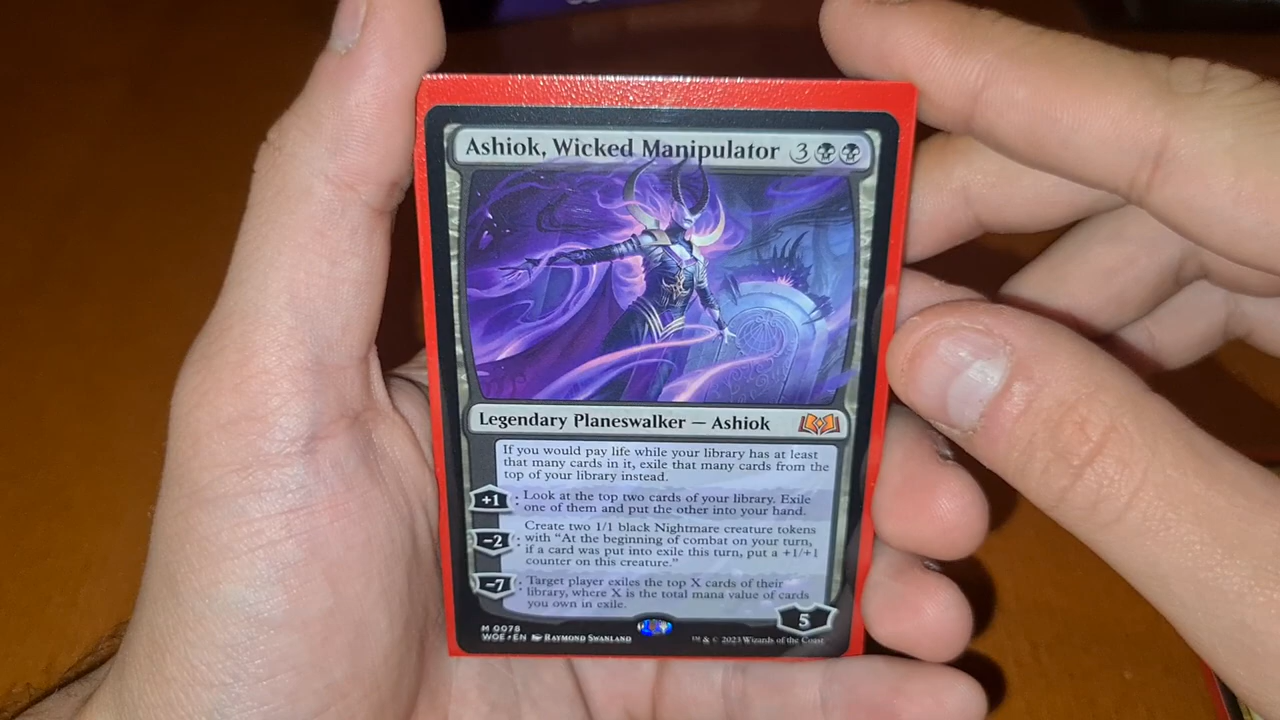 Ashiok, Wicked Manipulator 3
Legendary Planeswalker — Ashiok
If you would pay life while your library has at least
that many cards in it, exile that many cards from the
top of your library instead.
+1: Look at the top two cards of your library. Exile
one of them and put the other into your hand.
Create two 1/1 black Nightmare creature tokens
−2: with “At the beginning of combat on your turn,
if a card was put into exile this turn, put a +1/+1
counter on this creature.”
−7: Target player exiles the top X cards of their
library, where X is the total mana value of cards
you own in exile.
5
M 0078
WOE • EN Raymond Swanland
™ & © 2023 Wizards of the Coast